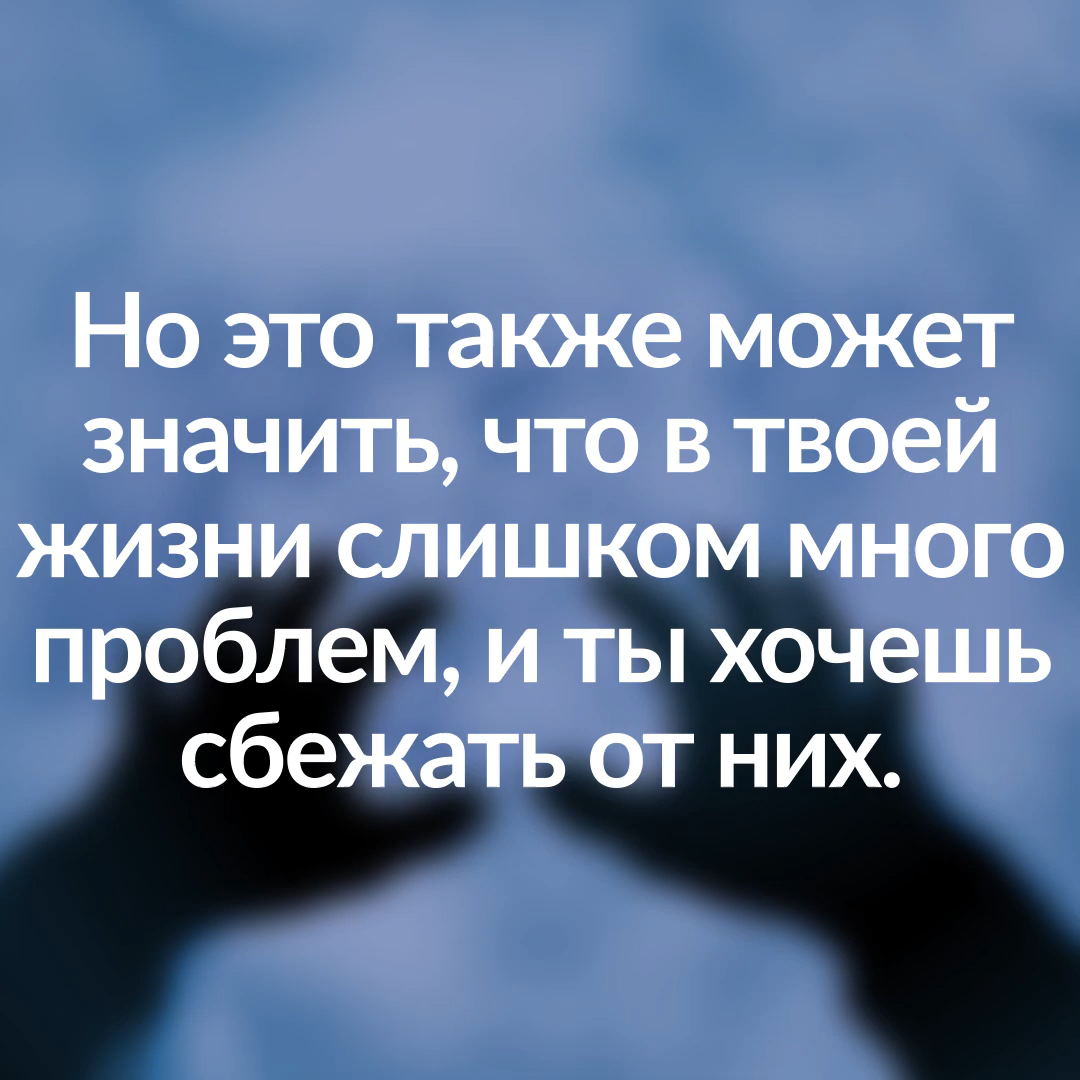 Но это также может
значить, что в твоей
жизни слишком много
проблем, и ты хочешь
сбежать от них.